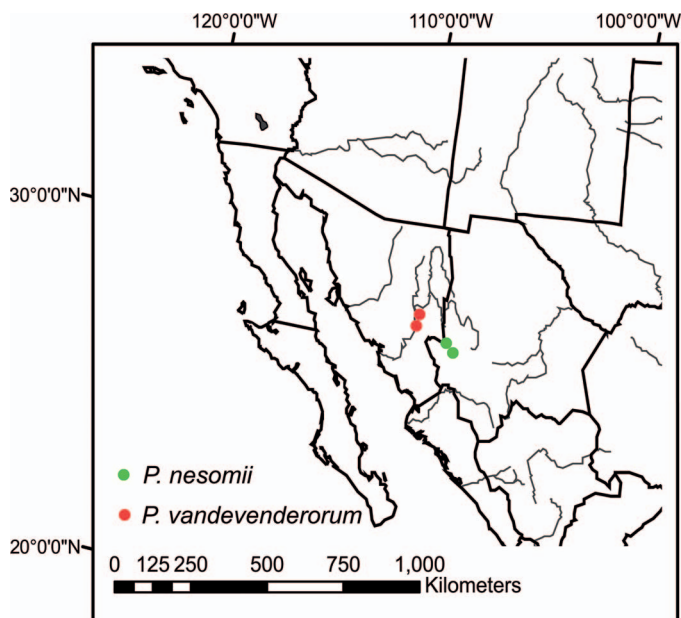 120°0'0"W 110°0'0"W 100°0'0"W
30°0'0"N
P. nesomii
P. vandevenderorum
20°0'0"N
0 125 250 500 750 1,000
Kilometers